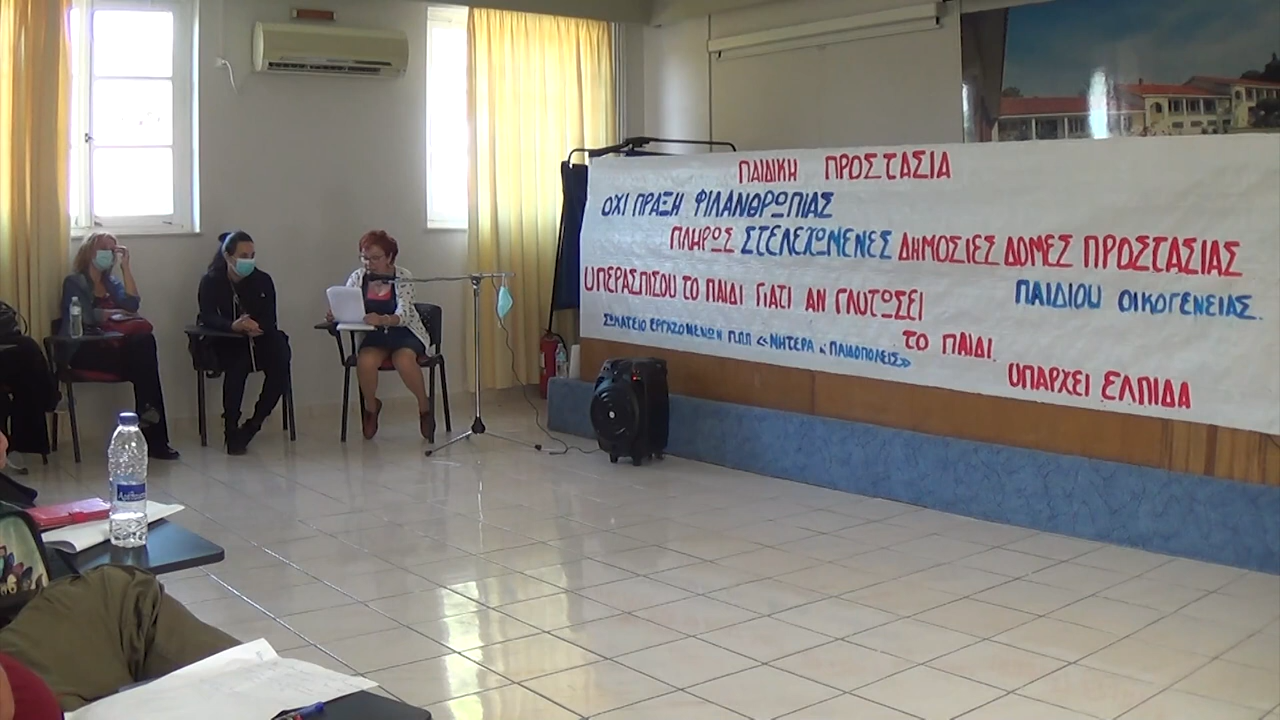 ΠΑΙΔΙΚΗ ΠΡΟΣΤΑΣΙΑ
ΟΧΙ ΠΡΑΞΗ ΦΙΛΑΝΘΡΩΠΙΑΣ
ΠΛΗΡΩΣ ΣΤΕΛΕΧΩΜΕΝΕΣ ΔΗΜΟΣΙΕΣ ΔΟΜΕΣ ΠΡΟΣΤΑΣΙΑΣ
ΠΑΙΔΙΟΥ ΟΙΚΟΓΕΝΕΙΑΣ.
ΥΠΕΡΑΣΠΙΣΟΥ ΤΟ ΠΑΙΔΙ ΓΙΑΤΙ ΑΝ ΓΛΥΤΩΣΕΙ
ΤΟ ΠΑΙΔΙ.
ΥΠΑΡΧΕΙ ΕΛΠΙΔΑ
ΣΩΜΑΤΕΙΟ ΕΡΓΑΖΟΜΕΝΩΝ Π.Π.Π «ΜΗΤΕΡΑ κ' ΠΑΙΔΟΠΟΛΕΙΣ»